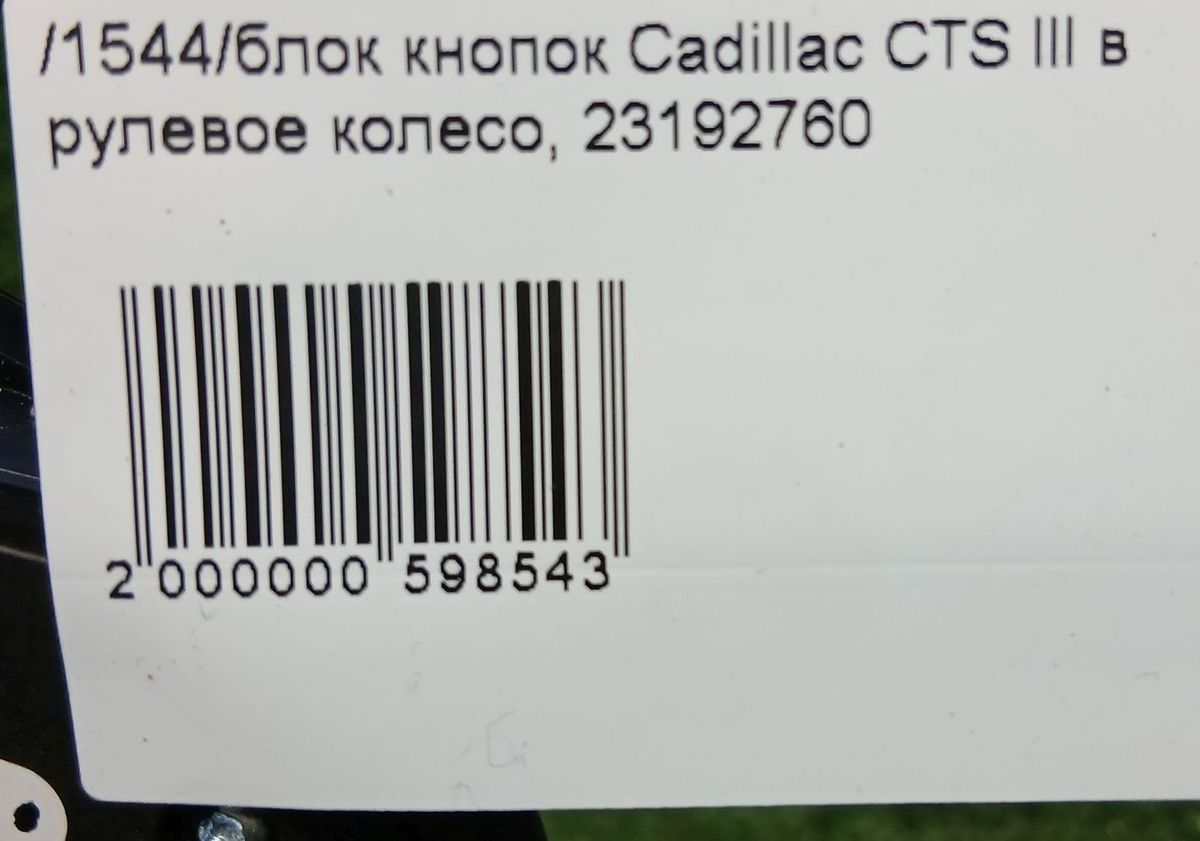 /1544/блок кнопок Cadillac CTS III в
рулевое колесо, 23192760
2 000000 598543